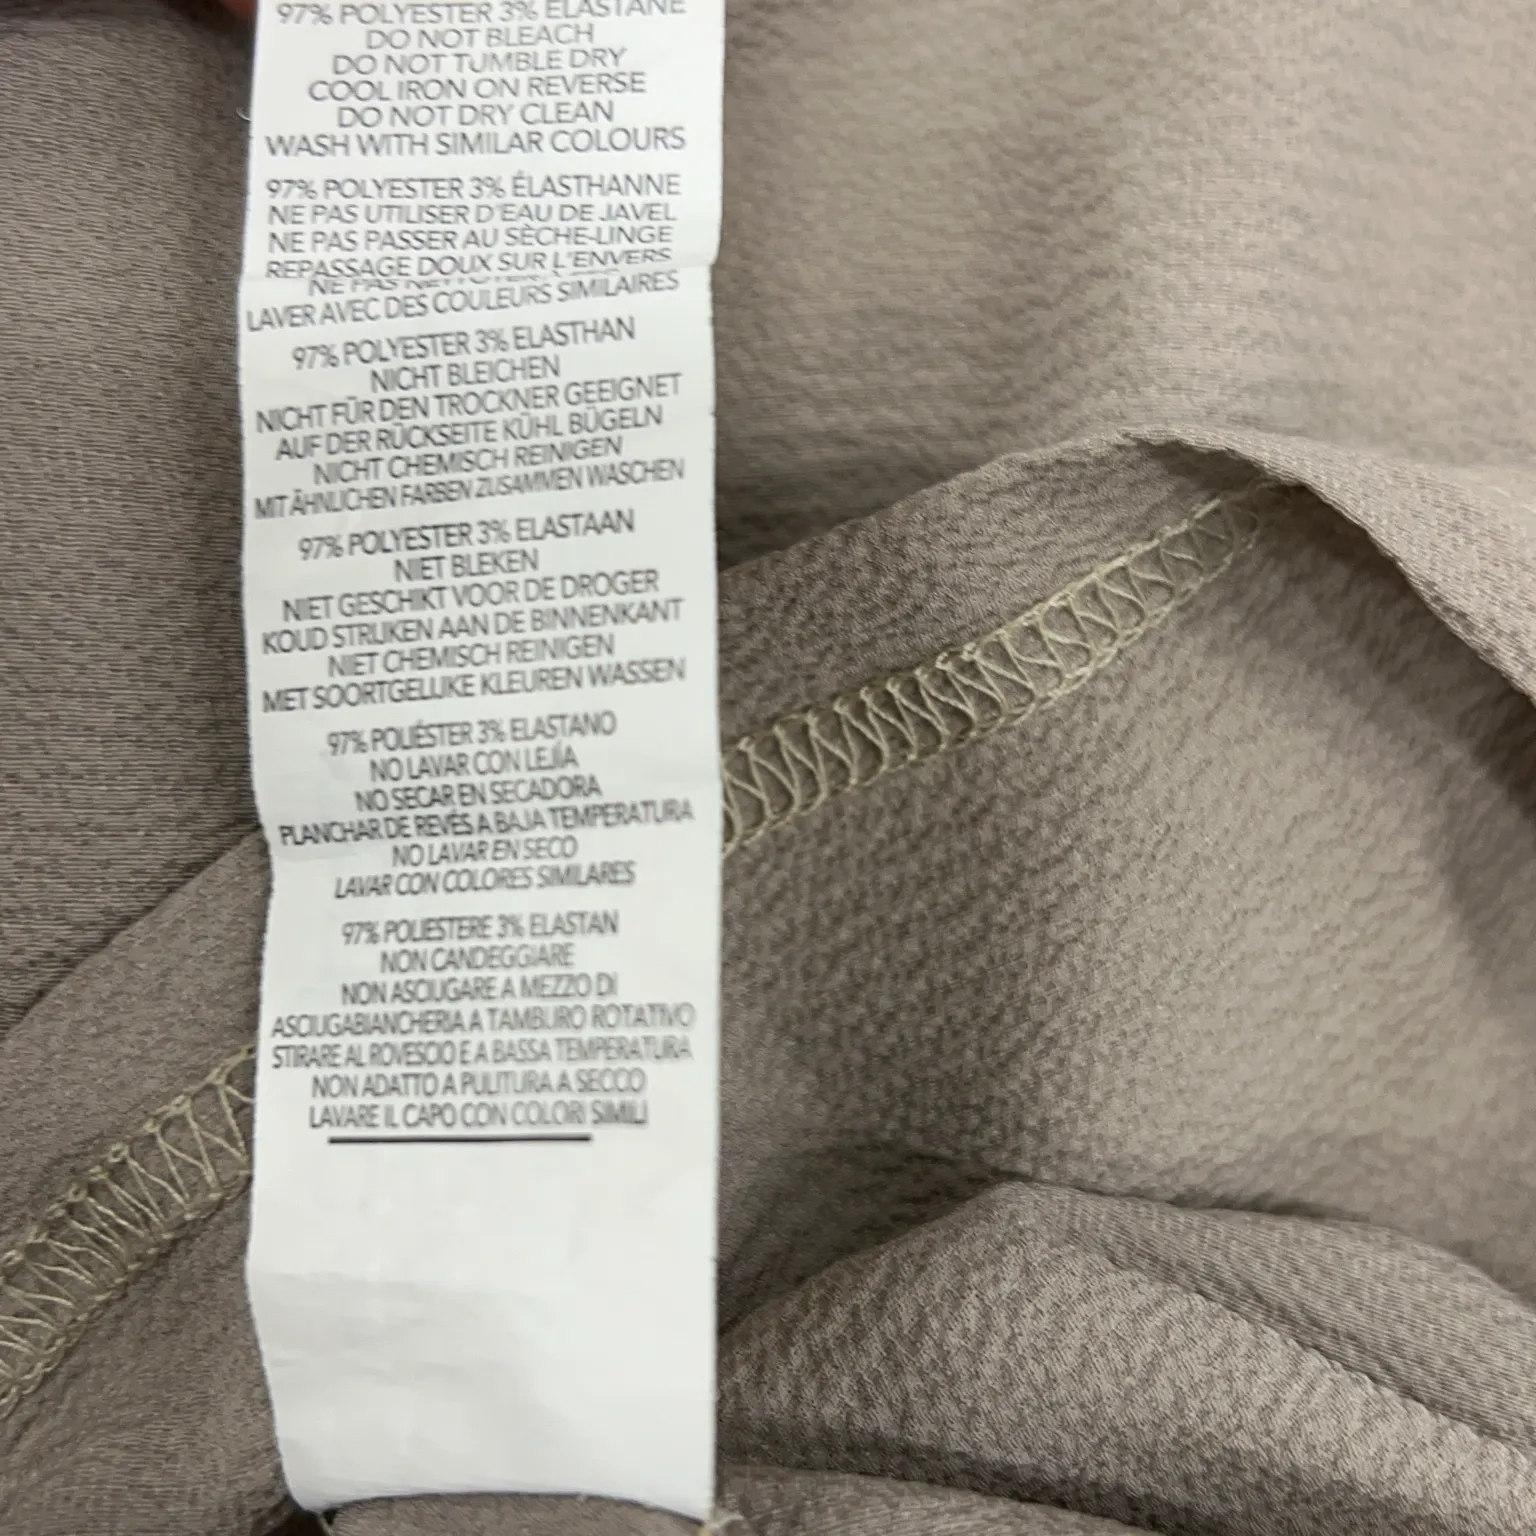 97% POLYESTER 3% ELASTANE
DO NOT BLEACH
DO NOT TUMBLE DRY
COOL IRON ON REVERSE
DO NOT DRY CLEAN
WASH WITH SIMILAR COLOURS
97% POLYESTER 3% ÉLASTHANNE
NE PAS UTILISER D'EAU DE JAVEL
NE PAS PASSER AU SÈCHE-LINGE
REPASSAGE DOUX SUR L'ENVERS
NE PAS
LAVER AVEC DES COULEURS SIMILAIRES
97% POLYESTER 3% ELASTHAN
NICHT BLEICHEN
NICHT FÜR DEN TROCKNER GEEIGNET
AUF DER RÜCKSEITE KÜHL BÜGELN
NICHT CHEMISCH REINIGEN
MIT ÄHNLICHEN FARBEN ZUSAMMEN WASCHEN
97% POLYESTER 3% ELASTAAN
NIET BLEKEN
NIET GESCHIKT VOOR DE DROGER
KOUD STRIJKEN AAN DE BINNENKANT
NIET CHEMISCH REINIGEN
MET SOORTGELIJKE KLEUREN WASSEN
97% POLIÉSTER 3% ELASTANO
NO LAVAR CON LEJÍA
NO SECAR EN SECADORA
PLANCHAR DE REVÉS A BAJA TEMPERATURA
NO LAVAR EN SECO
LAVAR CON COLORES SIMILARES
97% POLIESTERE 3% ELASTAN
NON CANDEGGIARE
NON ASCIUGARE A MEZZO DI
ASCIUGABIANCHERIA A TAMBURO ROTATIVO
STIRARE AL ROVESCIO E A BASSA TEMPERATURA
NON ADATTO A PULITURA A SECCO
LAVARE IL CAPO CON COLORI SIMILI